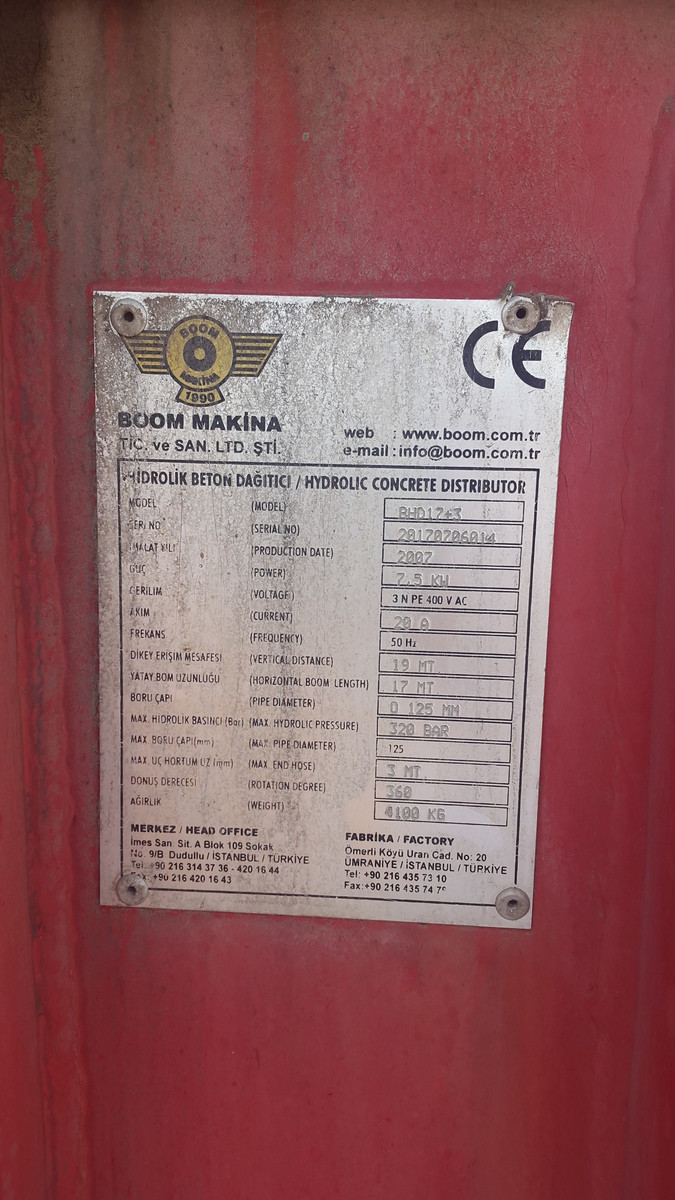 BOOM
MAKİNA
1990
CE
BOOM MAKİNA
TİC. ve SAN. LTD. ŞTİ.
web : www.boom.com.tr
e-mail : info@boom.com.tr
HİDROLİK BETON DAĞITICI / HYDROLIC CONCRETE DISTRIBUTOR
MODEL (MODEL) BHD17+3
SERİ NO (SERIAL NO) 20170706014
İMALAT YILI (PRODUCTION DATE) 2007
GÜÇ (POWER) 7.5 KW
GERİLİM (VOLTAGE) 3 N PE 400 V AC
AKIM (CURRENT) 20 A
FREKANS (FREQUENCY) 50 Hz
DİKEY ERİŞİM MESAFESİ (VERTICAL DISTANCE) 19 MT
YATAY BOM UZUNLUĞU (HORIZONTAL BOOM LENGTH) 17 MT
BORU ÇAPI (PIPE DIAMETER) O 125 MM
MAX. HİDROLİK BASINCI (Bar) (MAX. HYDROLIC PRESSURE) 320 BAR
MAX. BORU ÇAPI(mm) (MAX. PIPE DIAMETER) 125
MAX. UÇ HORTUM UZ.(mm) (MAX. END HOSE) 3 MT
DÖNÜŞ DERECESİ (ROTATION DEGREE) 360
AĞIRLIK (WEIGHT) 4100 KG
MERKEZ / HEAD OFFICE
İmes San. Sit. A Blok 109 Sokak
No. 9/B Dudullu / İSTANBUL / TÜRKİYE
Tel: +90 216 314 37 36 - 420 16 44
Fax: +90 216 420 16 43
FABRİKA / FACTORY
Ömerli Köyü Uran Cad. No: 20
ÜMRANİYE / İSTANBUL / TÜRKİYE
Tel: +90 216 435 73 10
Fax:+90 216 435 74 76